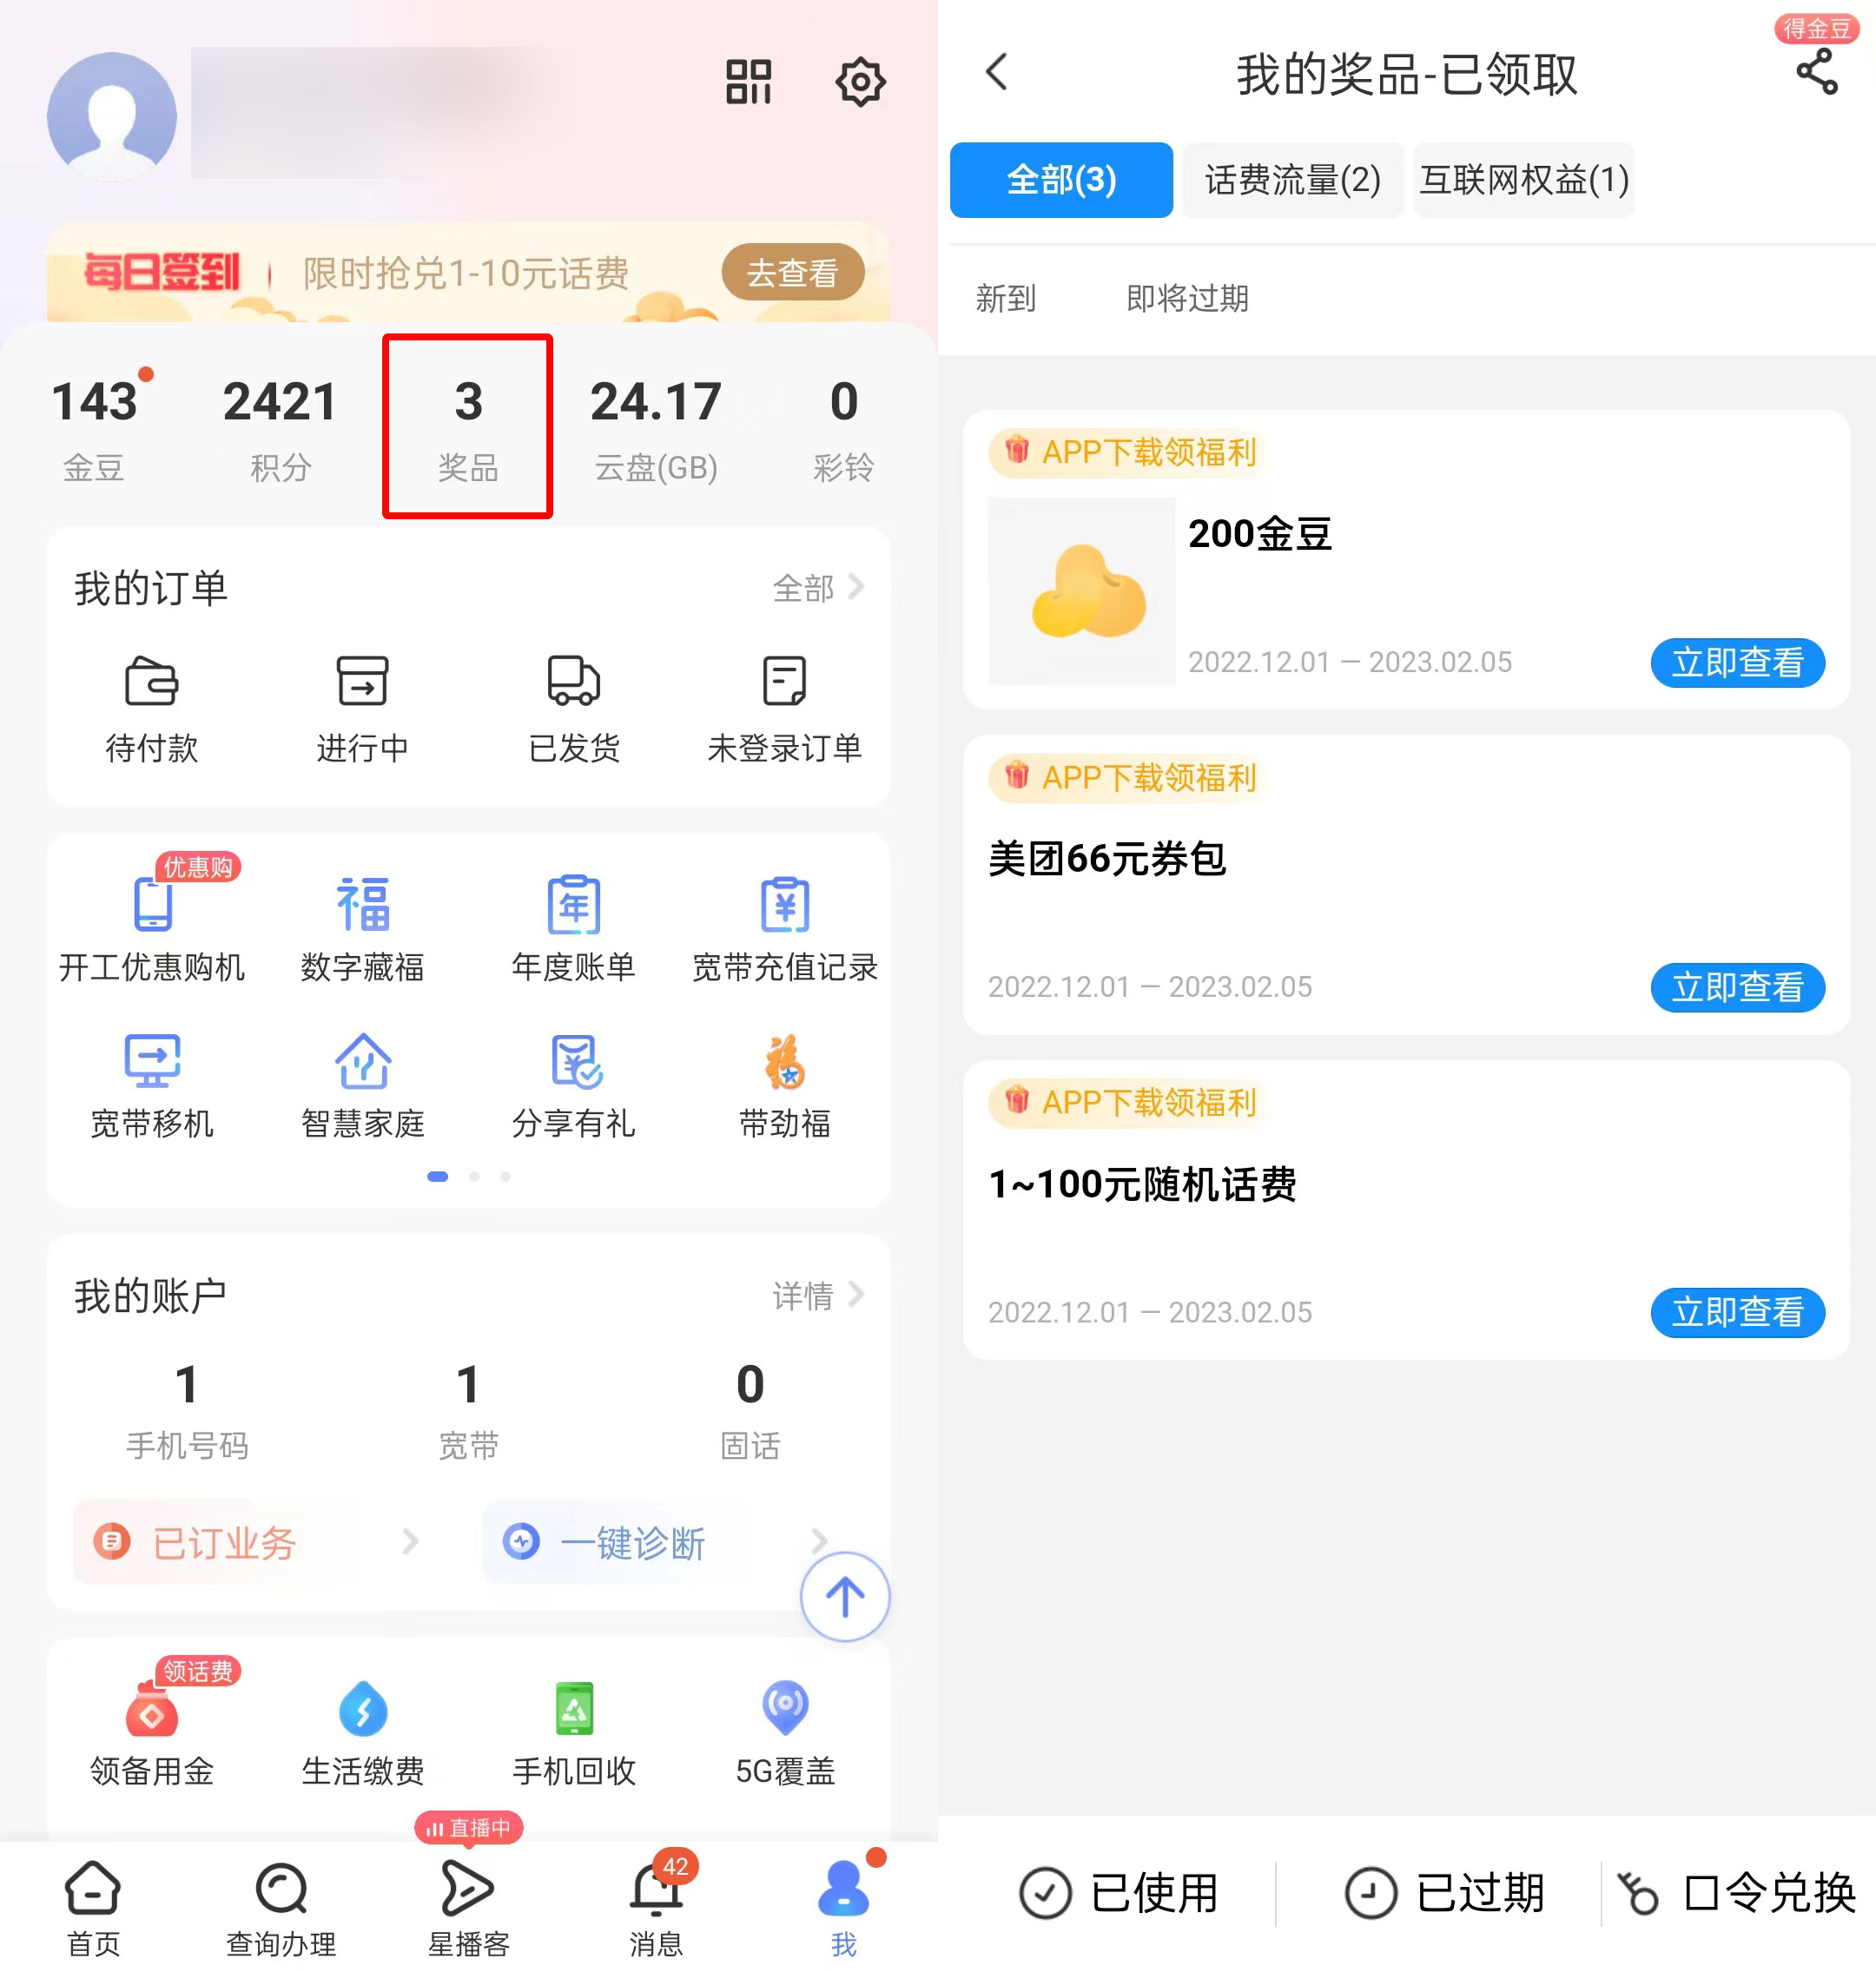 每日签到
限时抢兑1-10元话费
去查看
143
2421
3
24.17
0
金豆
积分
奖品
云盘(GB)
彩铃
我的订单
全部
待付款
进行中
已发货
未登录订单
优惠购
福
年
¥
开工优惠购机
数字藏福
年度账单
宽带充值记录
宽带移机
智慧家庭
分享有礼
带劲福
我的账户
详情
1
1
0
手机号码
宽带
固话
已订业务
一键诊断
领话费
领备用金
生活缴费
手机回收
5G覆盖
直播中
42
首页
查询办理
星播客
消息
我
得金豆
我的奖品-已领取
全部(3)
话费流量(2)
互联网权益(1)
新到
即将过期
APP下载领福利
200金豆
2022.12.01 — 2023.02.05
立即查看
APP下载领福利
美团66元券包
2022.12.01 — 2023.02.05
立即查看
APP下载领福利
1~100元随机话费
2022.12.01 — 2023.02.05
立即查看
已使用
已过期
口令兑换